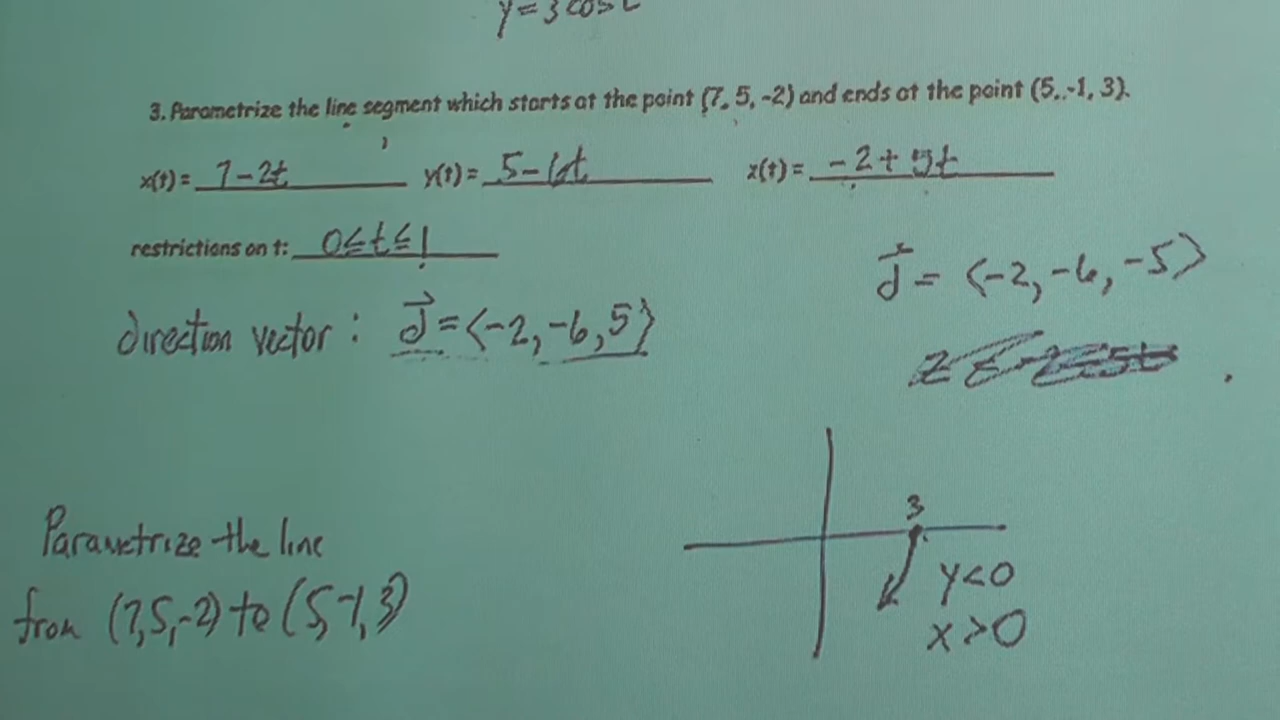 y = 3 cos t
3. Parametrize the line segment which starts at the point (7, 5, -2) and ends at the point (5, -1, 3).
x(t) = 7-2t y(t) = 5-6t z(t) = -2+5t
restrictions on t: 0≤t≤1
d⃗ = ⟨-2, -6, -5⟩
direction vector : d⃗ = ⟨-2, -6, 5⟩
3
Parametrize the line
y<0
from (7,5,-2) to (5,-1,3)
x>0